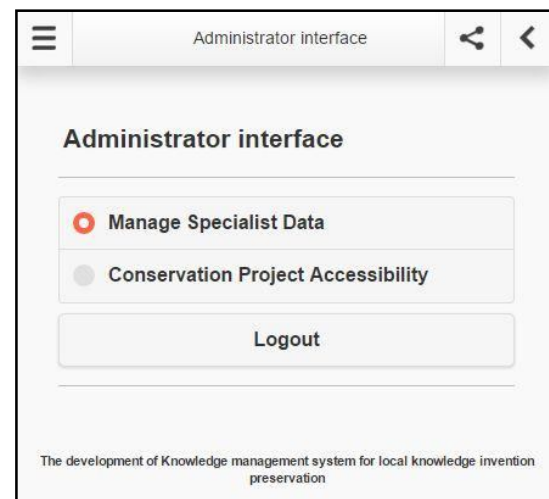 Administrator interface
Administrator interface
Manage Specialist Data
Conservation Project Accessibility
Logout
The development of Knowledge management system for local knowledge invention
preservation